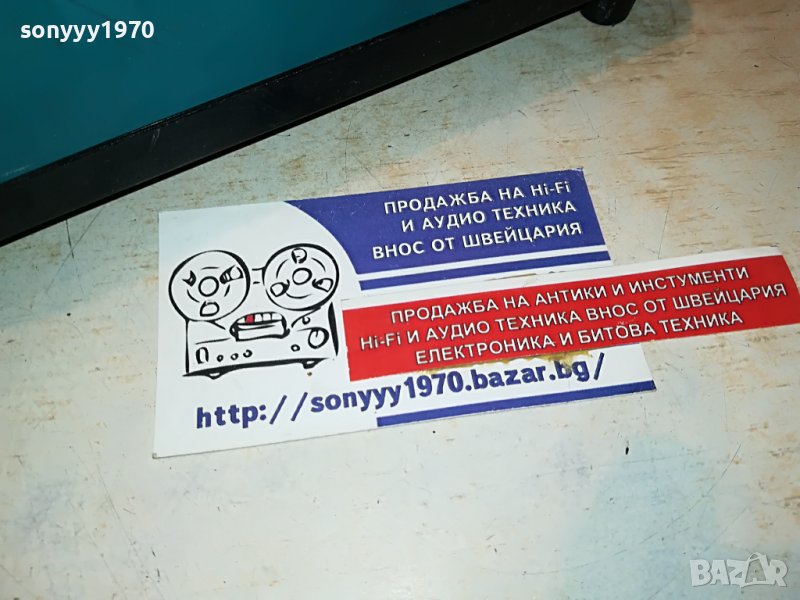 sonyyy1970
ПРОДАЖБА НА Hi-Fi
И АУДИО ТЕХНИКА
ВНОС ОТ ШВЕЙЦАРИЯ
ПРОДАЖБА НА АНТИКИ И ИНСТУМЕНТИ
Hi-Fi И АУДИО ТЕХНИКА ВНОС ОТ ШВЕЙЦАРИЯ
ЕЛЕКТРОНИКА И БИТОВА ТЕХНИКА
http://sonyyy1970.bazar.bg/
BAZAR